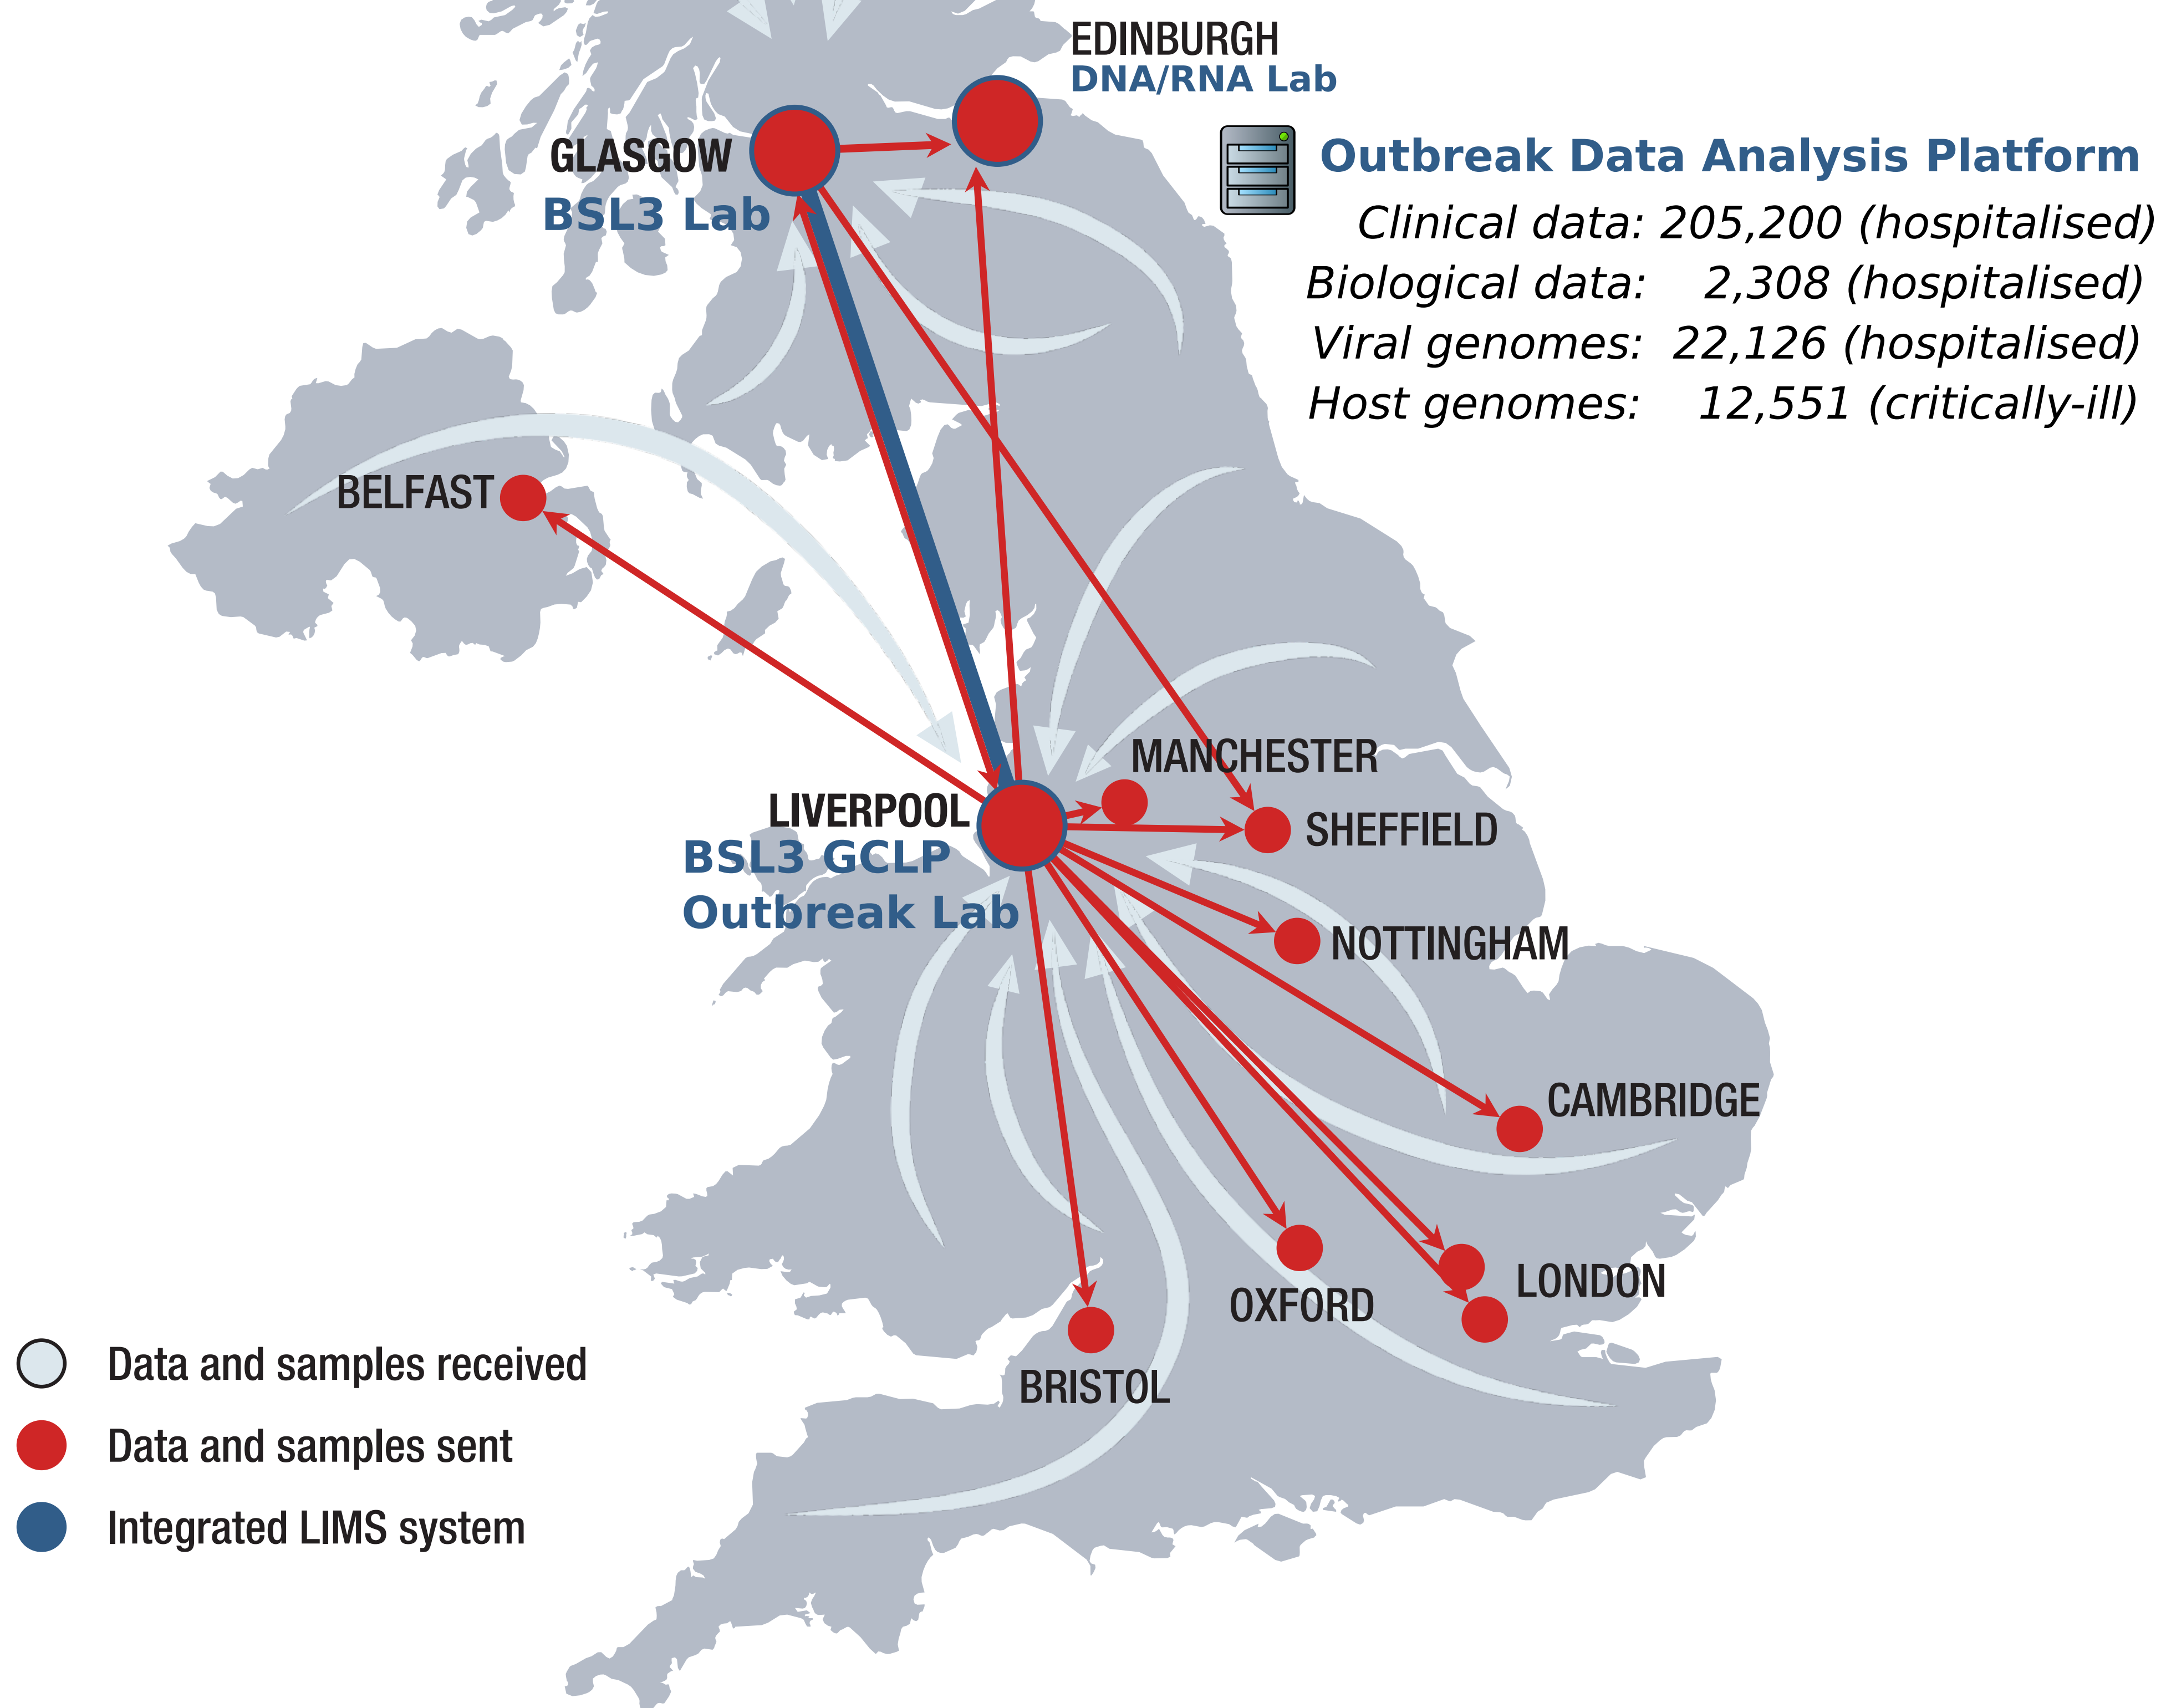 EDINBURGH
DNA/RNA Lab
GLASGOW
BSL3 Lab
Outbreak Data Analysis Platform
Clinical data: 205,200 (hospitalised)
Biological data: 2,308 (hospitalised)
Viral genomes: 22,126 (hospitalised)
Host genomes: 12,551 (critically-ill)
BELFAST
MANCHESTER
LIVERPOOL
BSL3 GCLP
Outbreak Lab
SHEFFIELD
NOTTINGHAM
CAMBRIDGE
LONDON
OXFORD
BRISTOL
Data and samples received
Data and samples sent
Integrated LIMS system